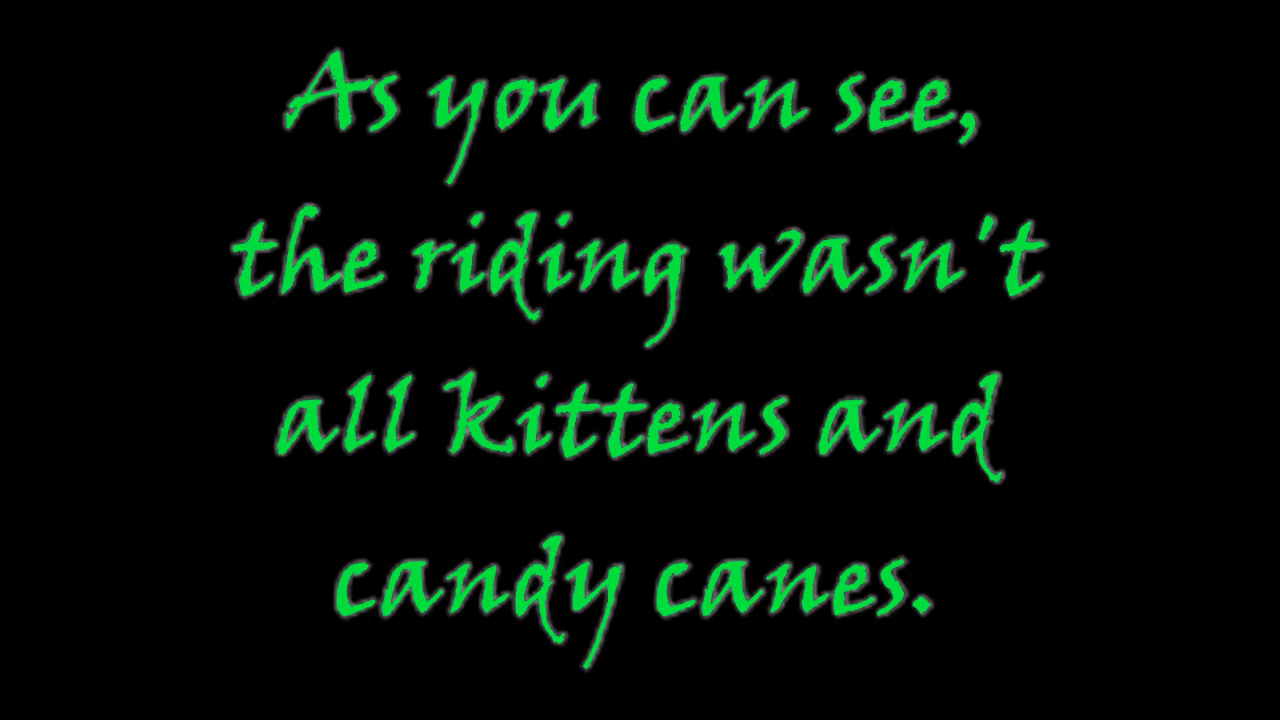 As you can see,
the riding wasn't
all kittens and
candy canes.